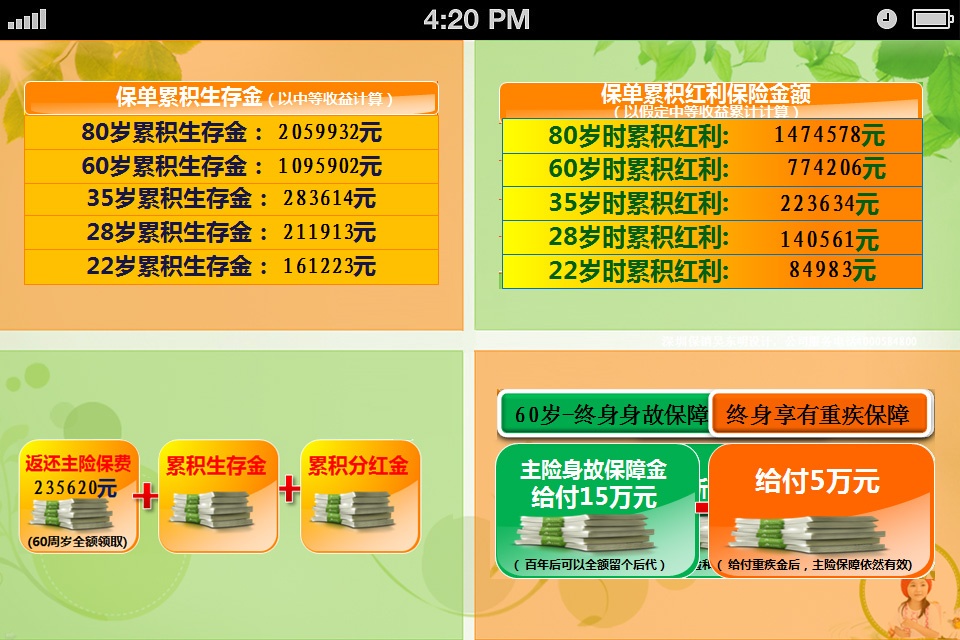 4:20 PM
保单累积生存金（以中等收益计算）
80岁累积生存金： 2059932元
60岁累积生存金： 1095902元
35岁累积生存金： 283614元
28岁累积生存金： 211913元
22岁累积生存金： 161223元
保单累积红利保险金额
（以假定中等收益累计计算）
80岁时累积红利: 1474578元
60岁时累积红利: 774206元
35岁时累积红利: 223634元
28岁时累积红利: 140561元
22岁时累积红利: 84983元
返还主险保费
235620元
(60周岁全额领取)
+
累积生存金
+
累积分红金
60岁-终身身故保障
终身享有重疾保障
主险身故保障金
给付15万元
（ 百年后可以全额留个后代 ）
给付5万元
（ 给付重疾金后，主险保障依然有效)